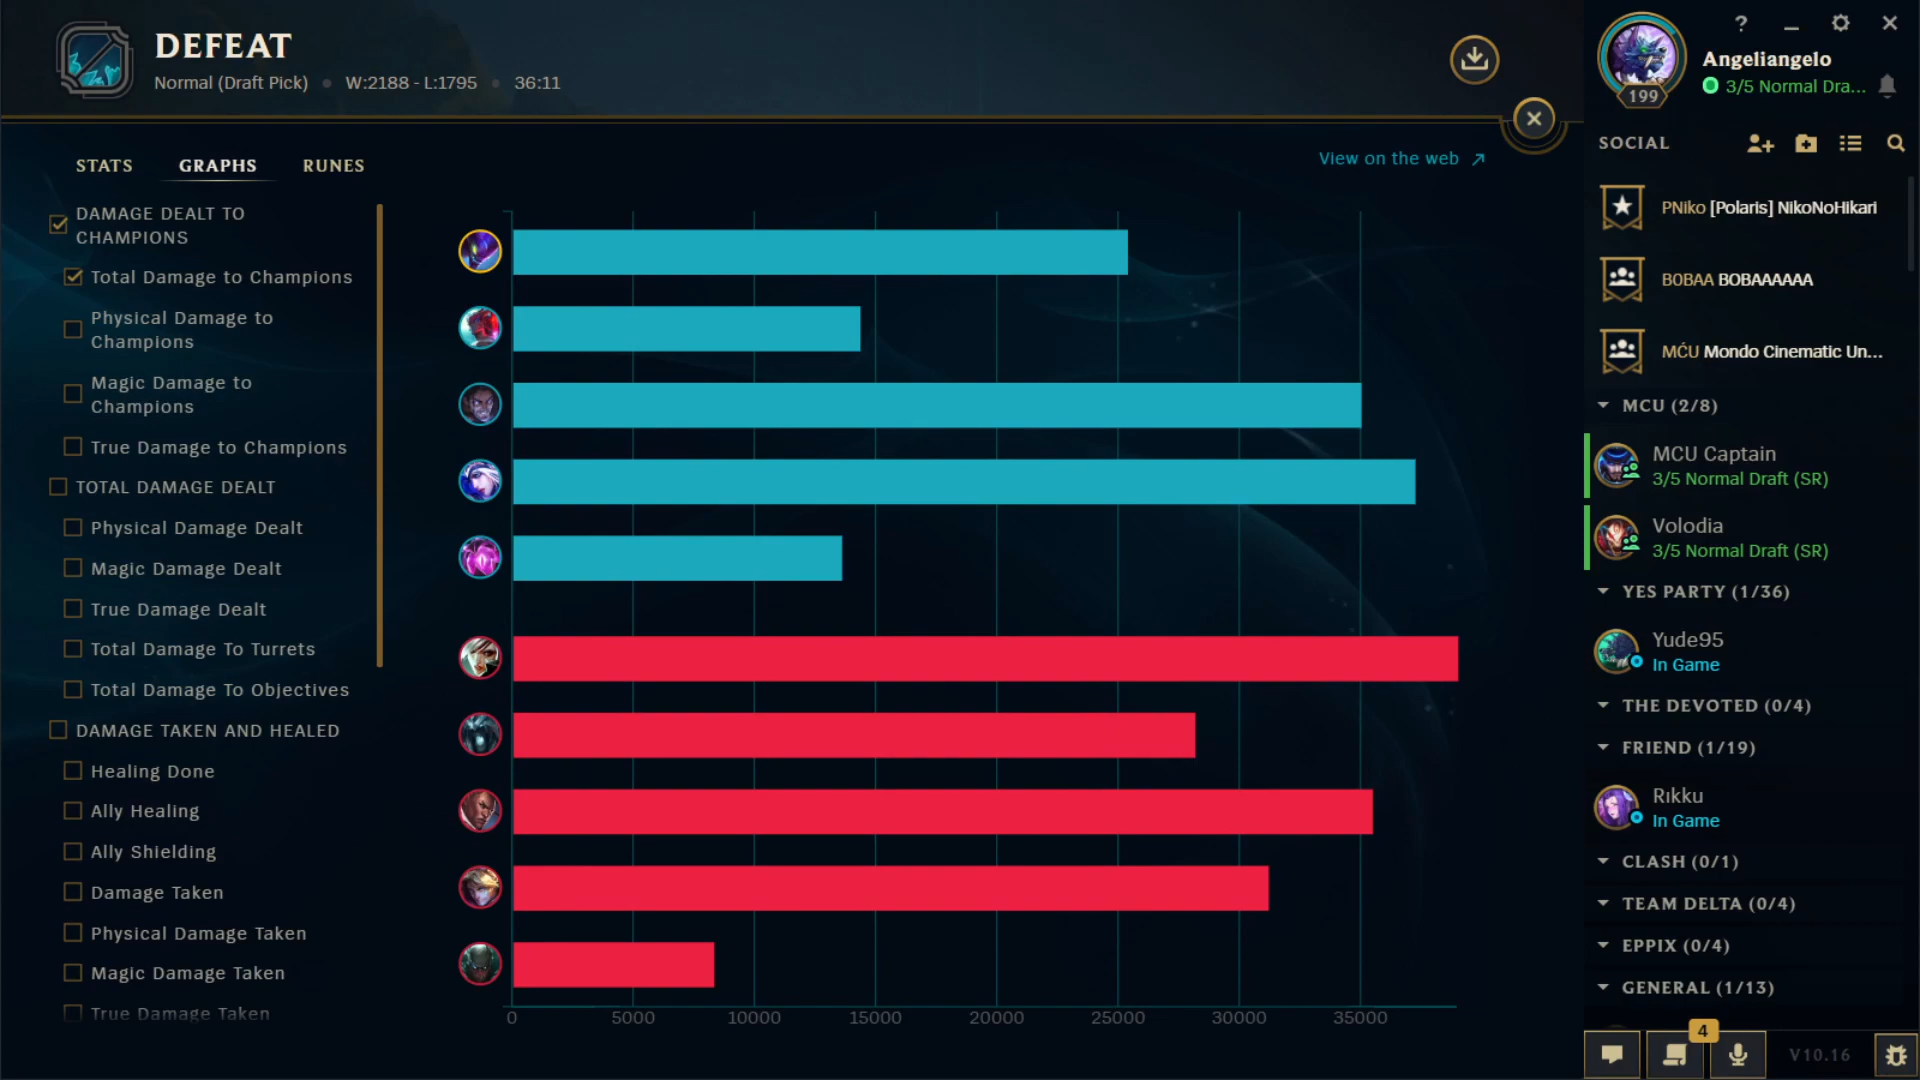 DEFEAT
Normal (Draft Pick) • W:2188 - L:1795 • 36:11
STATS
GRAPHS
RUNES
View on the web
DAMAGE DEALT TO
CHAMPIONS
Total Damage to Champions
Physical Damage to
Champions
Magic Damage to
Champions
True Damage to Champions
TOTAL DAMAGE DEALT
Physical Damage Dealt
Magic Damage Dealt
True Damage Dealt
Total Damage To Turrets
Total Damage To Objectives
DAMAGE TAKEN AND HEALED
Healing Done
Ally Healing
Ally Shielding
Damage Taken
Physical Damage Taken
Magic Damage Taken
True Damage Taken
0 5000 10000 15000 20000 25000 30000 35000
?
Angeliangelo
199
3/5 Normal Dra...
SOCIAL
PNiko [Polaris] NikoNoHikari
B0BAA BOBAAAAAA
MĆU Mondo Cinematic Un...
MCU (2/8)
MCU Captain
3/5 Normal Draft (SR)
Volodia
3/5 Normal Draft (SR)
YES PARTY (1/36)
Yude95
In Game
THE DEVOTED (0/4)
FRIEND (1/19)
Rıkku
In Game
CLASH (0/1)
TEAM DELTA (0/4)
EPPIX (0/4)
GENERAL (1/13)
4
V10.16